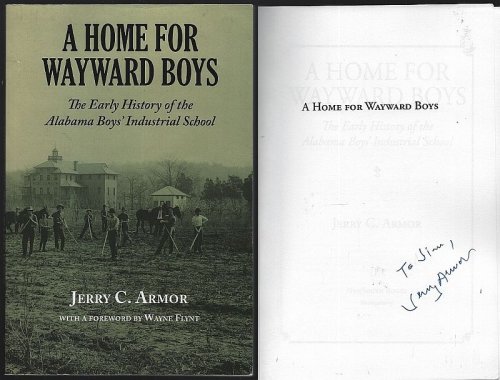 A HOME FOR
WAYWARD BOYS
The Early History of the
Alabama Boys' Industrial School
JERRY C. ARMOR
WITH A FOREWORD BY WAYNE FLYNT
A HOME FOR
WAYWARD BOYS
A HOME FOR WAYWARD BOYS
The Early History of the
Alabama Boys' Industrial School
JERRY C. ARMOR
To Jim,
Jerry Armor